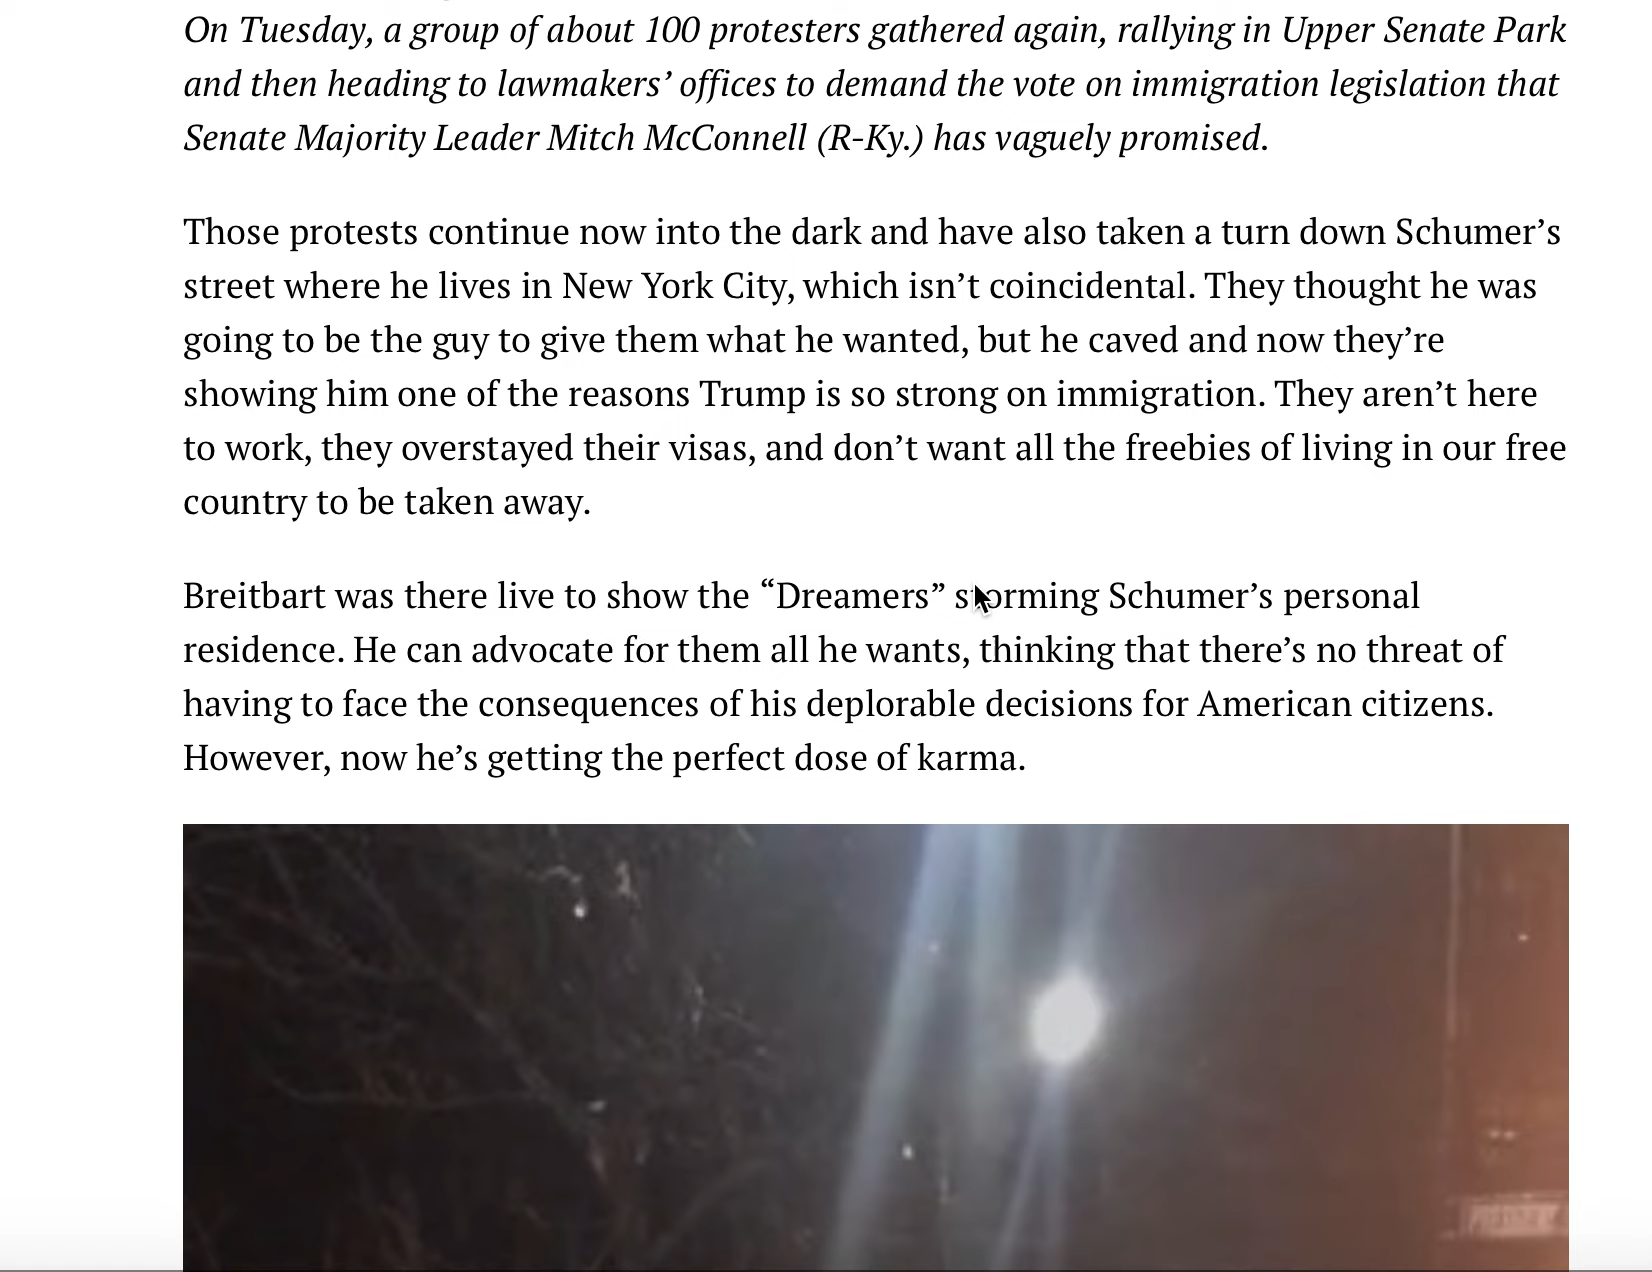 On Tuesday, a group of about 100 protesters gathered again, rallying in Upper Senate Park
and then heading to lawmakers’ offices to demand the vote on immigration legislation that
Senate Majority Leader Mitch McConnell (R-Ky.) has vaguely promised.
Those protests continue now into the dark and have also taken a turn down Schumer’s
street where he lives in New York City, which isn’t coincidental. They thought he was
going to be the guy to give them what he wanted, but he caved and now they’re
showing him one of the reasons Trump is so strong on immigration. They aren’t here
to work, they overstayed their visas, and don’t want all the freebies of living in our free
country to be taken away.
Breitbart was there live to show the “Dreamers” storming Schumer’s personal
residence. He can advocate for them all he wants, thinking that there’s no threat of
having to face the consequences of his deplorable decisions for American citizens.
However, now he’s getting the perfect dose of karma.